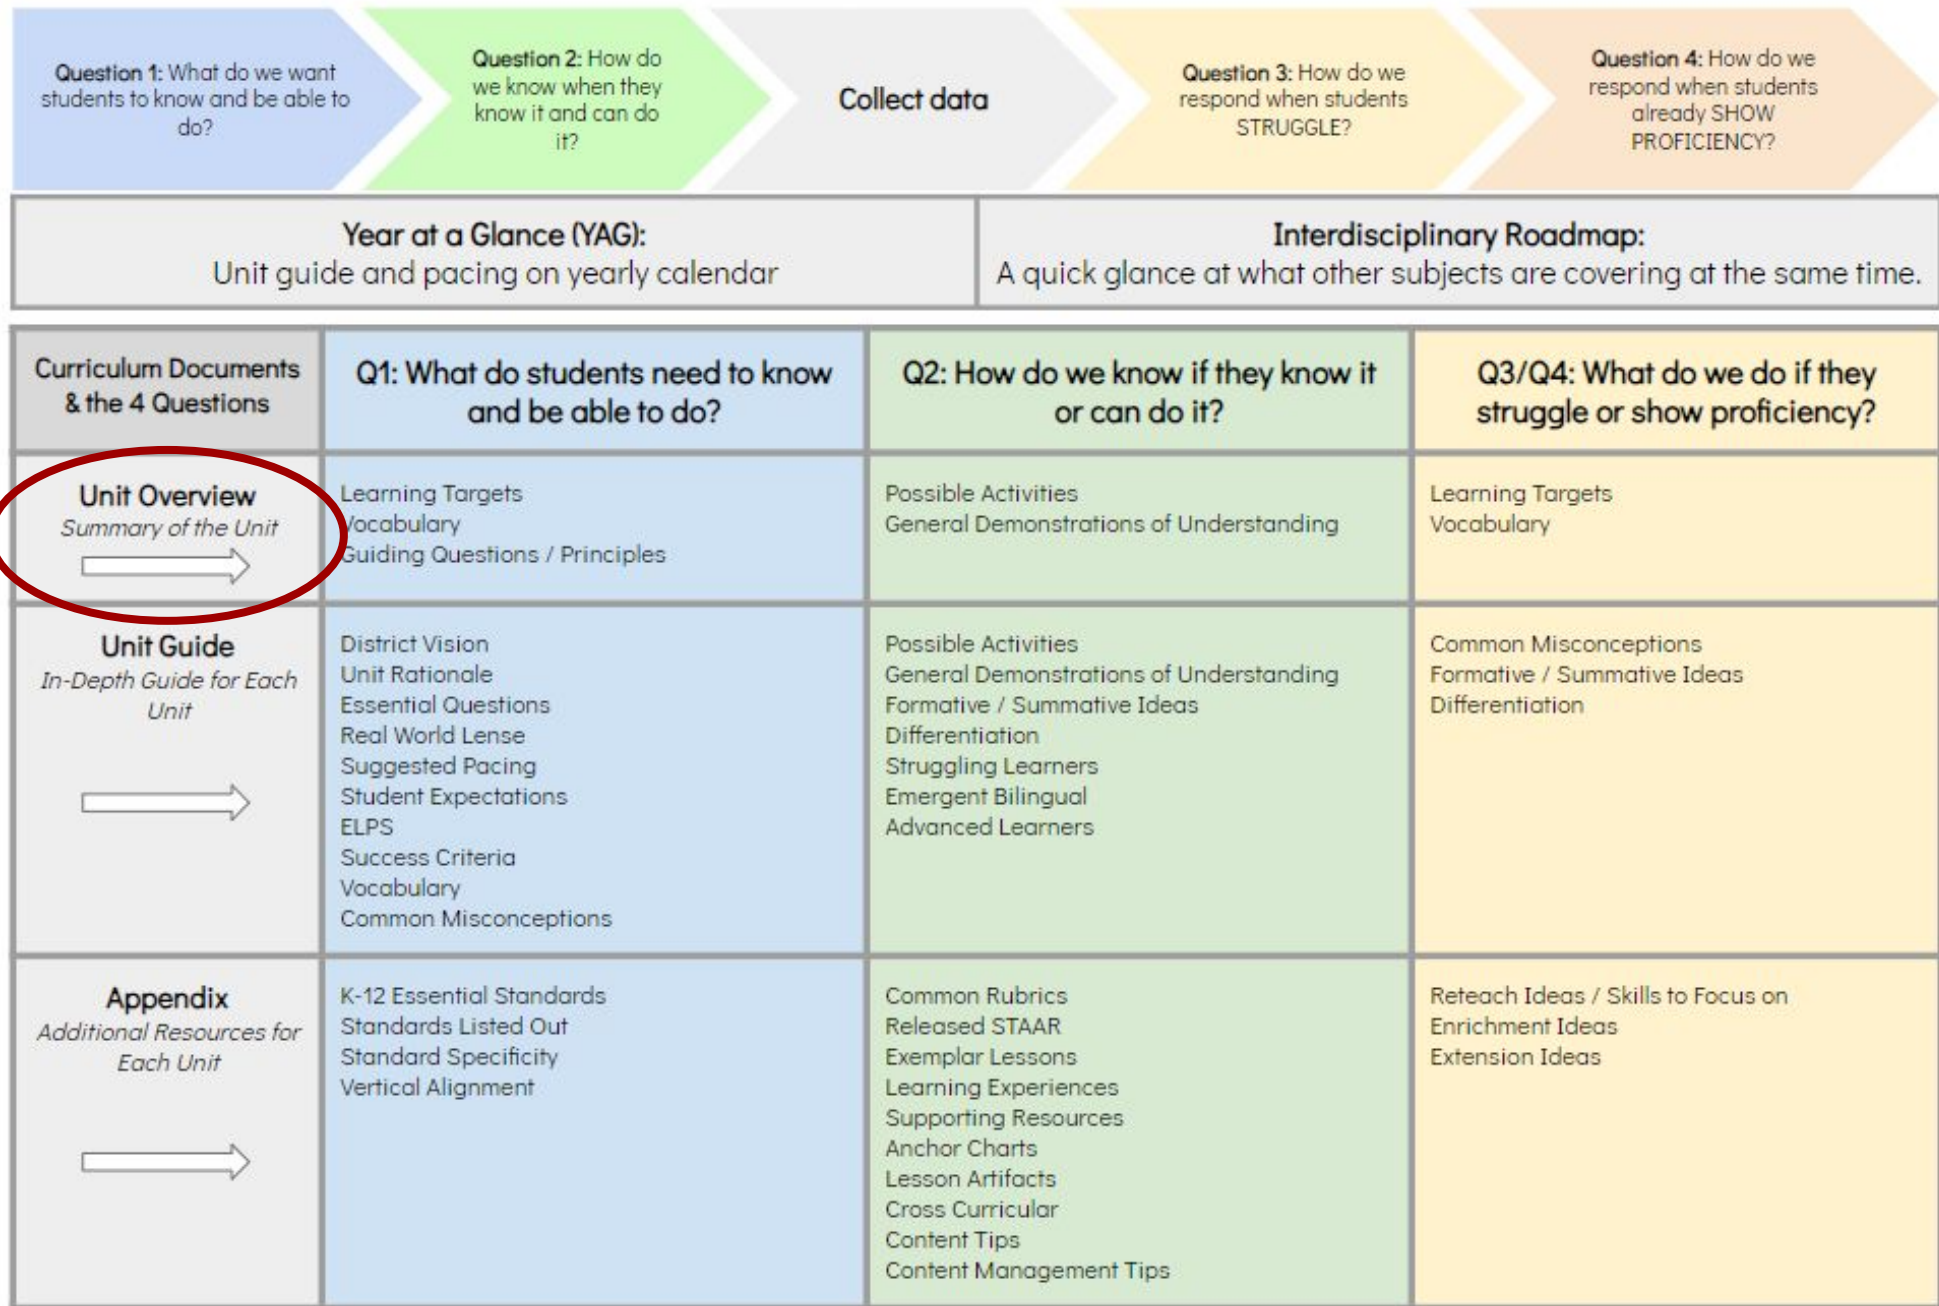 Question 1: What do we want
students to know and be able to
do?
Question 2: How do
we know when they
know it and can do
it?
Collect data
Question 3: How do we
respond when students
STRUGGLE?
Question 4: How do we
respond when students
already SHOW
PROFICIENCY?
Year at a Glance (YAG):
Unit guide and pacing on yearly calendar
Interdisciplinary Roadmap:
A quick glance at what other subjects are covering at the same time.
Curriculum Documents
& the 4 Questions
Q1: What do students need to know
and be able to do?
Q2: How do we know if they know it
or can do it?
Q3/Q4: What do we do if they
struggle or show proficiency?
Unit Overview
Summary of the Unit
Learning Targets
Vocabulary
Guiding Questions / Principles
Possible Activities
General Demonstrations of Understanding
Learning Targets
Vocabulary
Unit Guide
In-Depth Guide for Each
Unit
District Vision
Unit Rationale
Essential Questions
Real World Lense
Suggested Pacing
Student Expectations
ELPS
Success Criteria
Vocabulary
Common Misconceptions
Possible Activities
General Demonstrations of Understanding
Formative / Summative Ideas
Differentiation
Struggling Learners
Emergent Bilingual
Advanced Learners
Common Misconceptions
Formative / Summative Ideas
Differentiation
Appendix
Additional Resources for
Each Unit
K-12 Essential Standards
Standards Listed Out
Standard Specificity
Vertical Alignment
Common Rubrics
Released STAAR
Exemplar Lessons
Learning Experiences
Supporting Resources
Anchor Charts
Lesson Artifacts
Cross Curricular
Content Tips
Content Management Tips
Reteach Ideas / Skills to Focus on
Enrichment Ideas
Extension Ideas